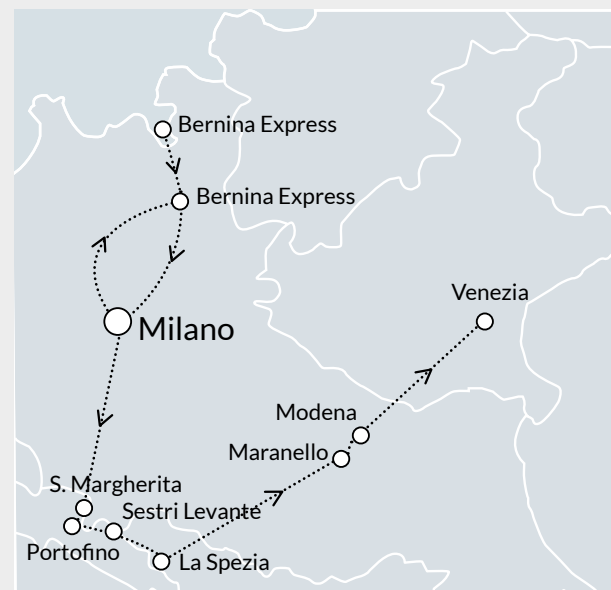 Bernina Express
Bernina Express
Venezia
Milano
Modena
Maranello
S. Margherita
Sestri Levante
Portofino
La Spezia